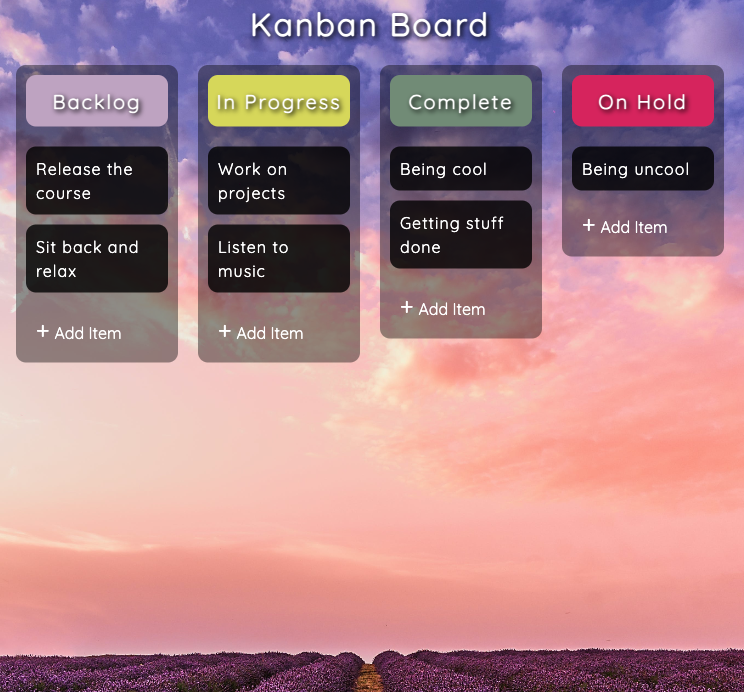 Kanban Board
Backlog
Release the
course
Sit back and
relax
+ Add Item
In Progress
Work on
projects
Listen to
music
+ Add Item
Complete
Being cool
Getting stuff
done
+ Add Item
On Hold
Being uncool
+ Add Item